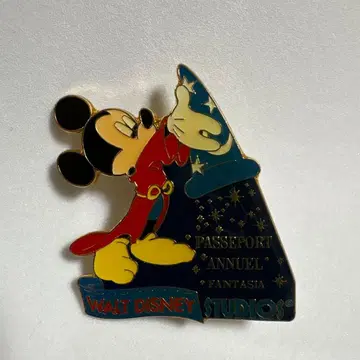 PASSEPORT
ANNUEL
FANTASIA
WALT DISNEY STUDIOS